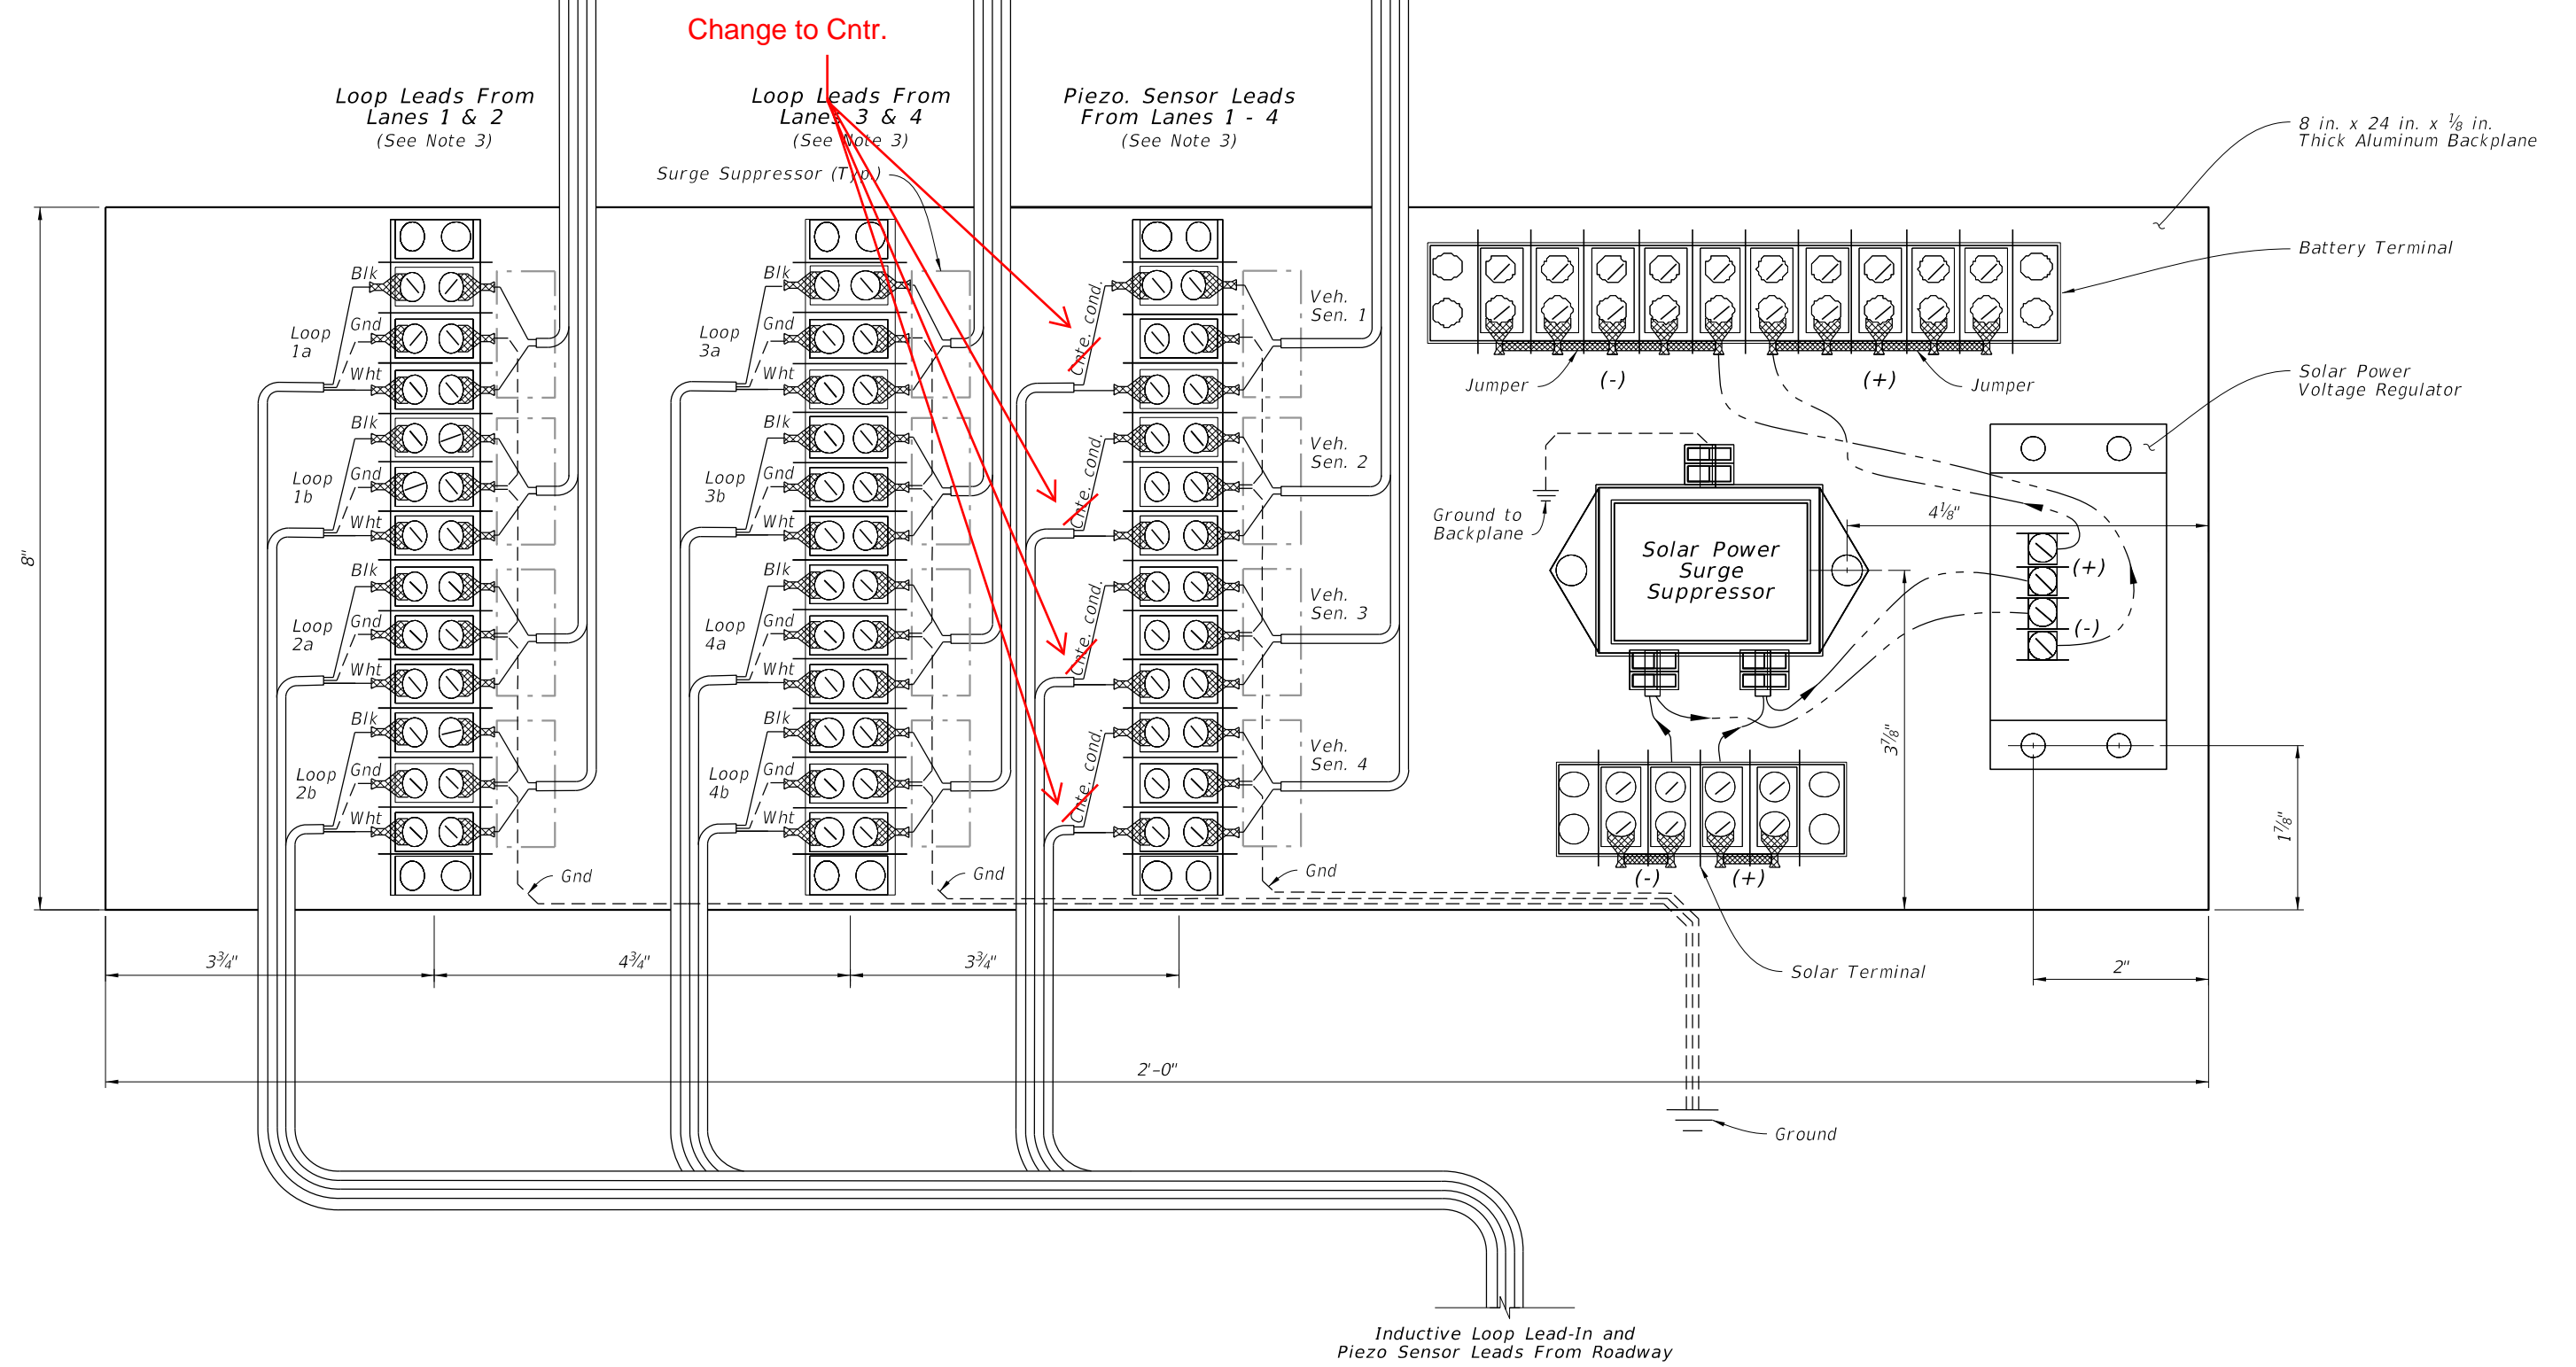 Change to Cntr.
Loop Leads From
Lanes 1 & 2
(See Note 3)
Loop Leads From
Lanes 3 & 4
(See Note 3)
Piezo. Sensor Leads
From Lanes 1 - 4
(See Note 3)
Surge Suppressor (Typ.)
8 in. x 24 in. x ⅛ in.
Thick Aluminum Backplane
Battery Terminal
Solar Power
Voltage Regulator
8"
Blk
Gnd
Loop
1a
Wht
Blk
Gnd
Loop
1b
Wht
Blk
Gnd
Loop
2a
Wht
Blk
Gnd
Loop
2b
Wht
Gnd
Blk
Gnd
Loop
3a
Wht
Blk
Gnd
Loop
3b
Wht
Blk
Gnd
Loop
4a
Wht
Blk
Gnd
Loop
4b
Wht
Gnd
Cnte. cond.
Cnte. cond.
Cnte. cond.
Cnte. cond.
Veh.
Sen. 1
Veh.
Sen. 2
Veh.
Sen. 3
Veh.
Sen. 4
Gnd
Jumper
(-)
(+)
Jumper
Ground to
Backplane
Solar Power
Surge
Suppressor
4⅛"
(+)
(-)
3⅞"
1⅞"
(-)
(+)
Solar Terminal
3¾"
4¾"
3¾"
2"
2'-0"
Ground
Inductive Loop Lead-In and
Piezo Sensor Leads From Roadway